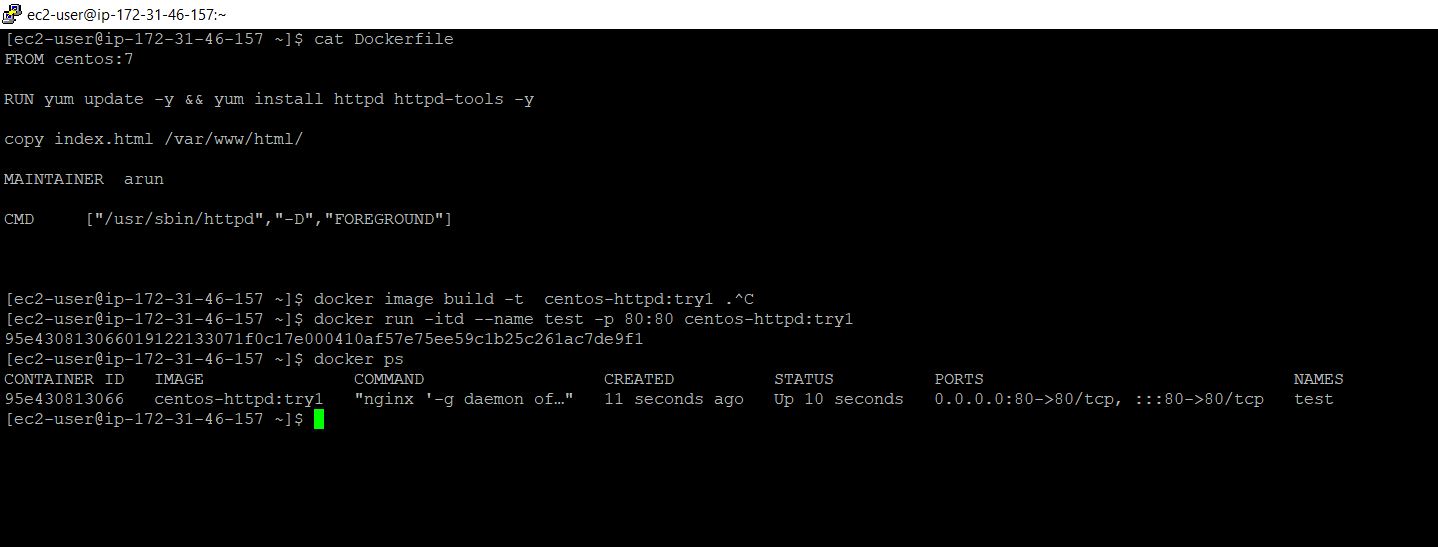 ec2-user@ip-172-31-46-157:~
[ec2-user@ip-172-31-46-157 ~]$ cat Dockerfile
FROM centos:7
RUN yum update -y && yum install httpd httpd-tools -y
copy index.html /var/www/html/
MAINTAINER  arun
CMD     ["/usr/sbin/httpd","-D","FOREGROUND"]
[ec2-user@ip-172-31-46-157 ~]$ docker image build -t  centos-httpd:try1 .^C
[ec2-user@ip-172-31-46-157 ~]$ docker run -itd --name test -p 80:80 centos-httpd:try1
95e4308130660191221330​71f0c17e000410af57e75ee59c1b25c261ac7de9f1
[ec2-user@ip-172-31-46-157 ~]$ docker ps
CONTAINER ID   IMAGE               COMMAND                  CREATED          STATUS          PORTS                               NAMES
95e430813066   centos-httpd:try1   "nginx '-g daemon of…"   11 seconds ago   Up 10 seconds   0.0.0.0:80->80/tcp, :::80->80/tcp   test
[ec2-user@ip-172-31-46-157 ~]$